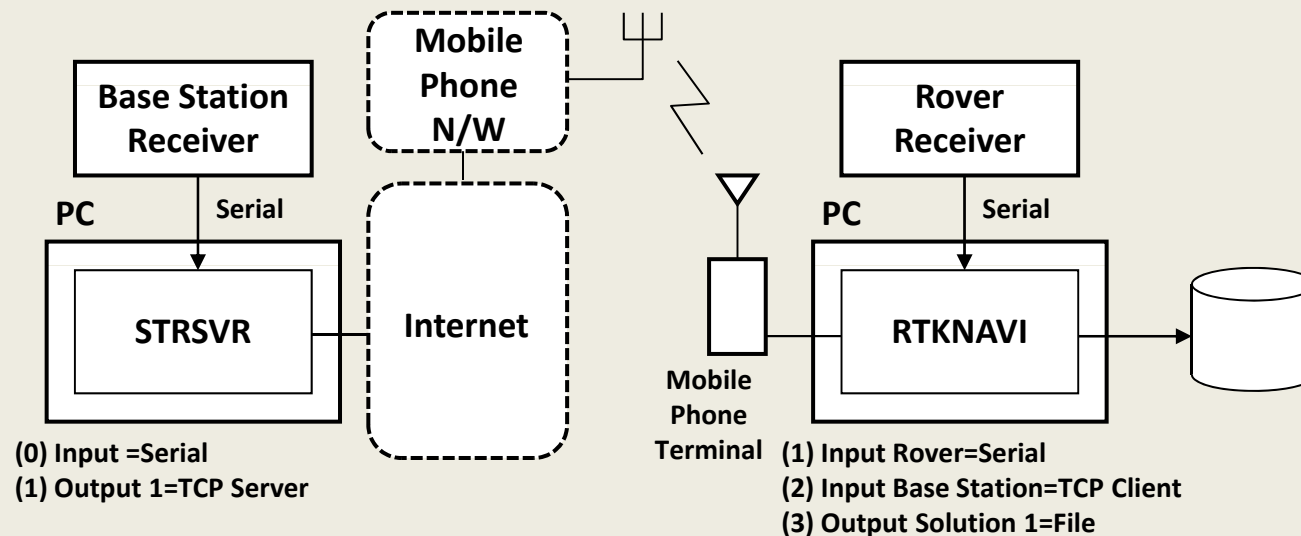 Mobile
Phone
N/W
Base Station
Receiver
Rover
Receiver
PC
Serial
PC
Serial
STRSVR
Internet
RTKNAVI
Mobile
Phone
Terminal
(0) Input =Serial
(1) Output 1=TCP Server
(1) Input Rover=Serial
(2) Input Base Station=TCP Client
(3) Output Solution 1=File